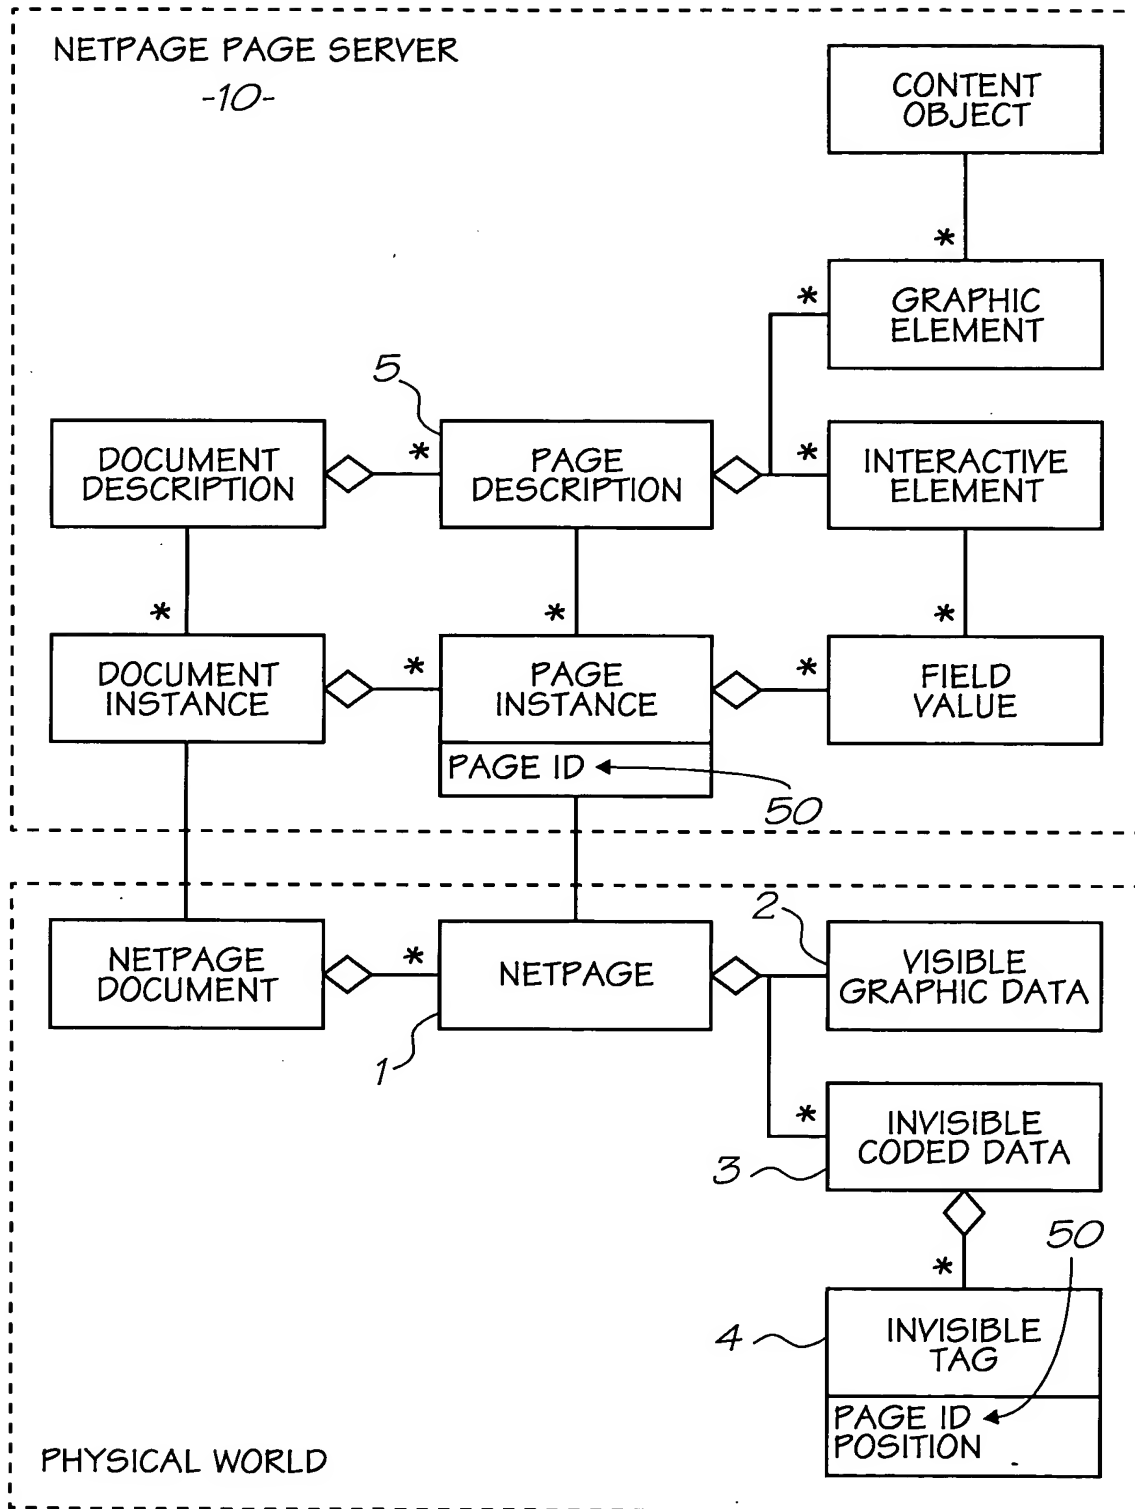 NETPAGE PAGE SERVER
-10-
CONTENT
OBJECT
*
GRAPHIC
ELEMENT
*
5
DOCUMENT
DESCRIPTION
*
PAGE
DESCRIPTION
*
INTERACTIVE
ELEMENT
*
*
*
DOCUMENT
INSTANCE
*
PAGE
INSTANCE
*
FIELD
VALUE
PAGE ID
50
2
NETPAGE
DOCUMENT
*
NETPAGE
VISIBLE
GRAPHIC DATA
1
*
INVISIBLE
CODED DATA
3
50
*
4
INVISIBLE
TAG
PAGE ID
POSITION
PHYSICAL WORLD